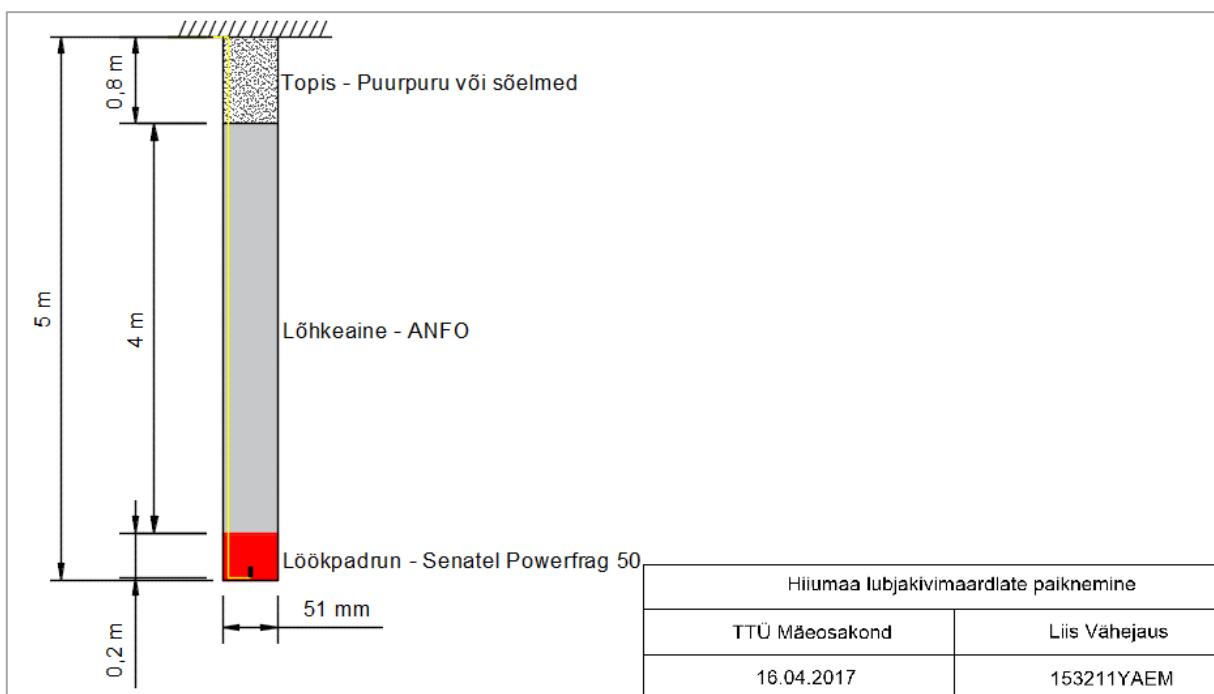 0,8 m
Topis - Puurpuru või sõelmed
5 m
4 m
Lõhkeaine - ANFO
Löökpadrun - Senatel Powerfrag 50
51 mm
0,2 m
Hiiumaa lubjakivimaardlate paiknemine
TTÜ Mäeosakond
Liis Vähejaus
16.04.2017
153211YAEM